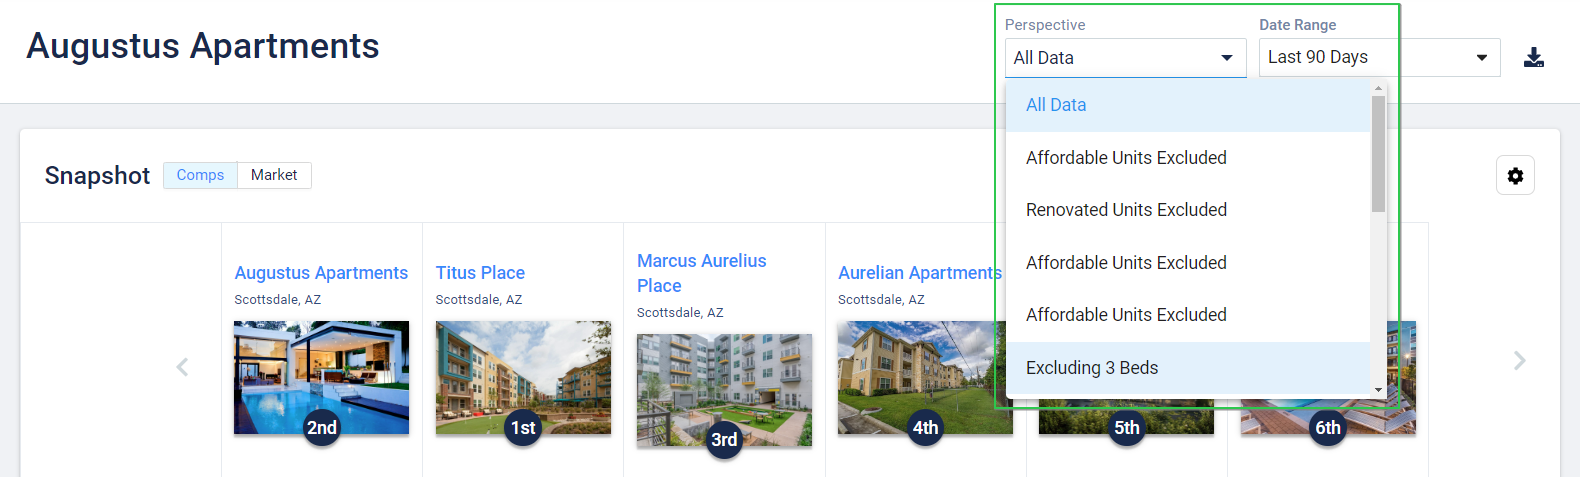 Augustus Apartments
Perspective
Date Range
All Data
Last 90 Days
All Data
Affordable Units Excluded
Renovated Units Excluded
Affordable Units Excluded
Affordable Units Excluded
Excluding 3 Beds
Snapshot
Comps
Market
Augustus Apartments
Scottsdale, AZ
2nd
Titus Place
Scottsdale, AZ
1st
Marcus Aurelius
Place
Scottsdale, AZ
3rd
Aurelian Apartments
Scottsdale, AZ
4th
5th
6th